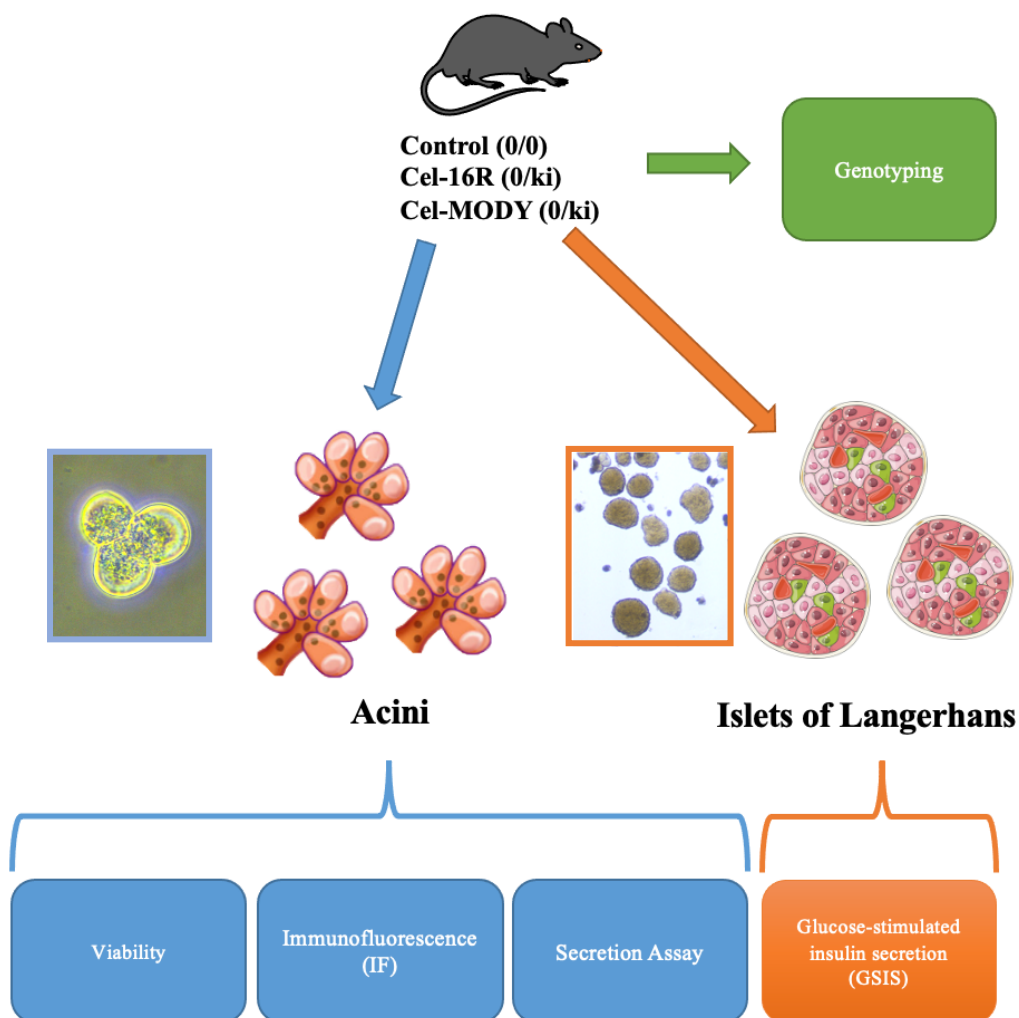 Control (0/0)
Cel-16R (0/ki)
Cel-MODY (0/ki)
Genotyping
Acini
Islets of Langerhans
Viability
Immunofluorescence
(IF)
Secretion Assay
Glucose-stimulated
insulin secretion
(GSIS)